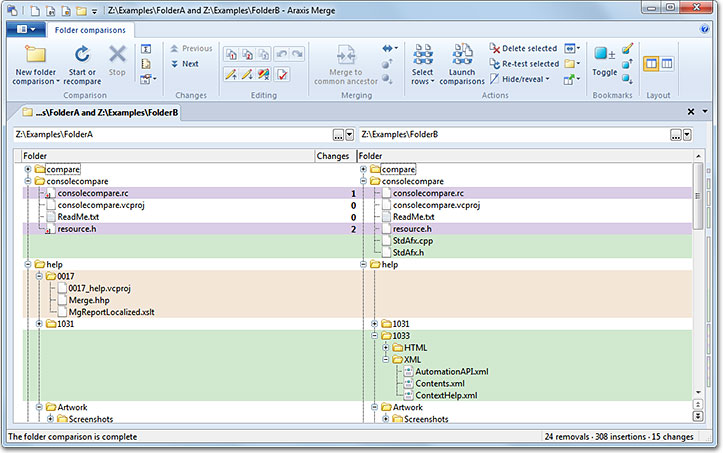 Z:\Examples\FolderA and Z:\Examples\FolderB - Araxis Merge
Folder comparisons
New folder comparison
Start or recompare
Stop
Comparison
Previous
Next
Changes
Editing
Merge to common ancestor
Merging
Select rows
Launch comparisons
Delete selected
Re-test selected
Hide/reveal
Actions
Toggle
Bookmarks
Layout
...s\FolderA and Z:\Examples\FolderB
Z:\Examples\FolderA ... Z:\Examples\FolderB ...
Folder Changes Folder
compare compare
consolecompare consolecompare
consolecompare.rc 1 consolecompare.rc
consolecompare.vcproj 0 consolecompare.vcproj
ReadMe.txt 0 ReadMe.txt
resource.h 2 resource.h
StdAfx.cpp
StdAfx.h
help help
0017
0017_help.vcproj
Merge.hhp
MgReportLocalized.xslt
1031 1031
1033
HTML
XML
AutomationAPI.xml
Contents.xml
ContextHelp.xml
Artwork Artwork
Screenshots Screenshots
The folder comparison is complete 24 removals · 308 insertions · 15 changes